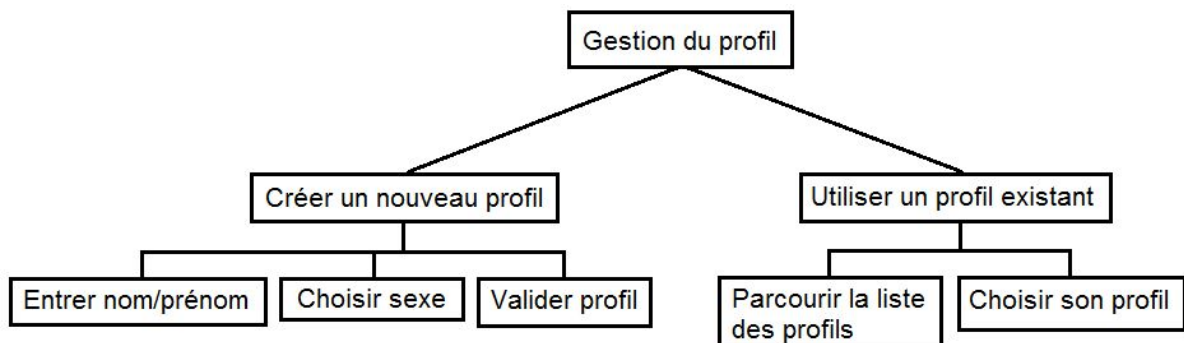 Gestion du profil
Créer un nouveau profil
Utiliser un profil existant
Entrer nom/prénom
Choisir sexe
Valider profil
Parcourir la liste
des profils
Choisir son profil